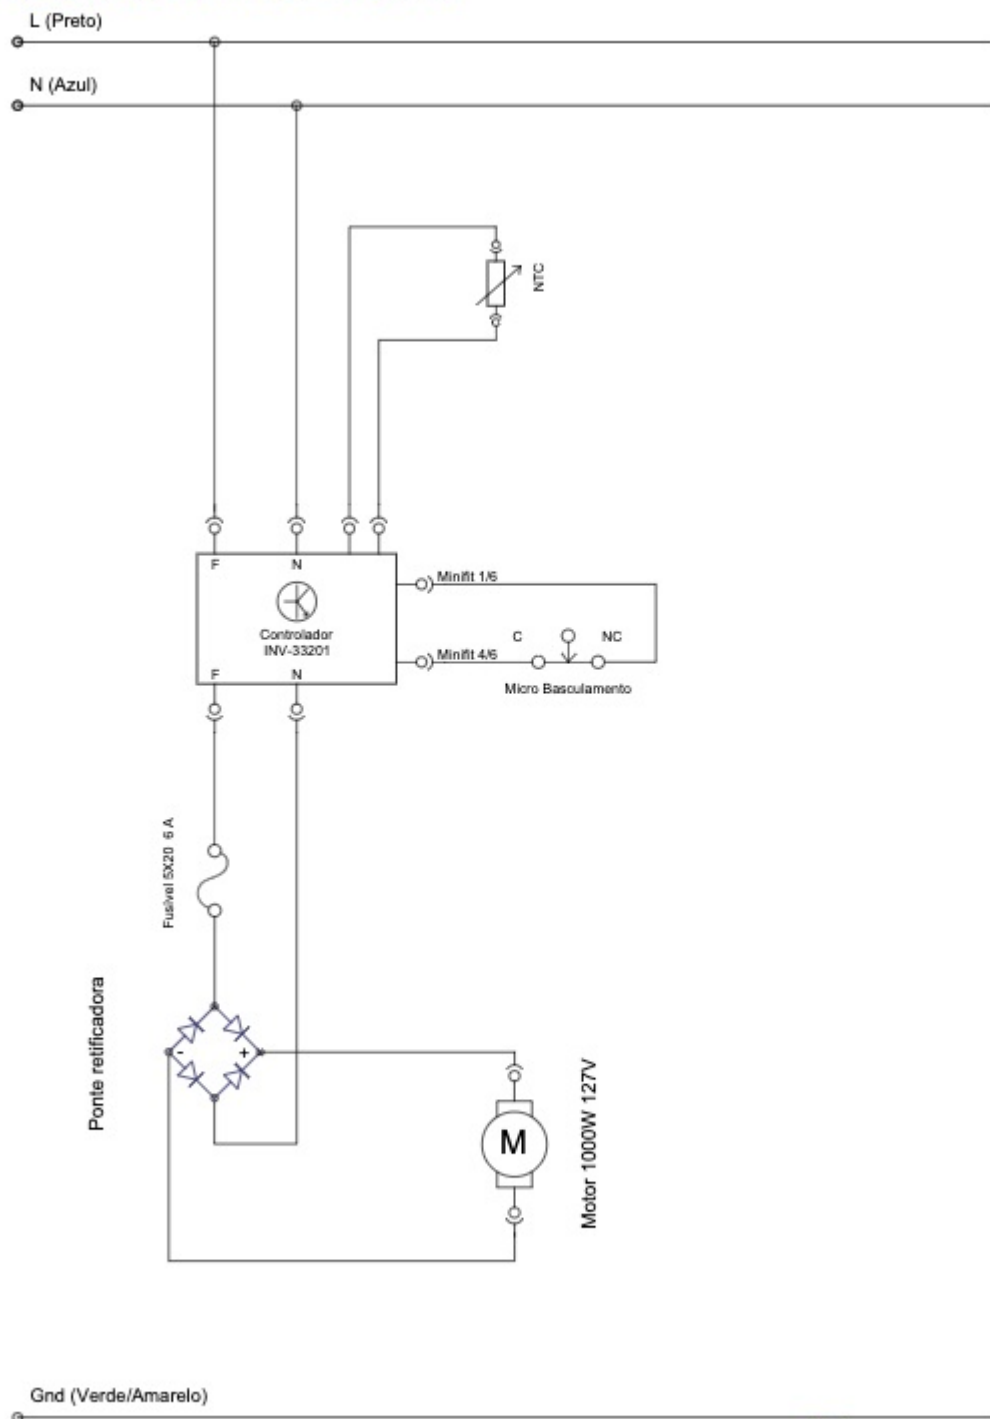 L (Preto)
N (Azul)
NTC
F
N
Controlador
INV-33201
F
N
Minifit 1/6
C
NC
Minifit 4/6
Micro Basculamento
Fusível 5X20 6 A
Ponte retificadora
-
+
M
Motor 1000W 127V
Gnd (Verde/Amarelo)